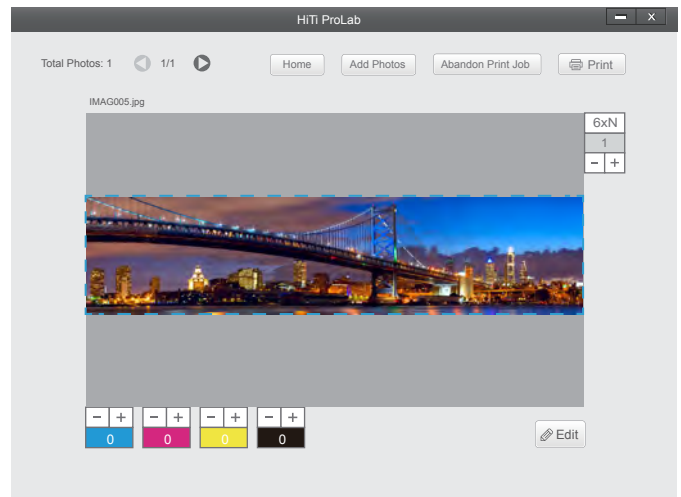 HiTi ProLab
x
Total Photos: 1
1/1
Home
Add Photos
Abandon Print Job
Print
IMAG005.jpg
6xN
1
- +
- +
- +
- +
- +
0
0
0
0
Edit